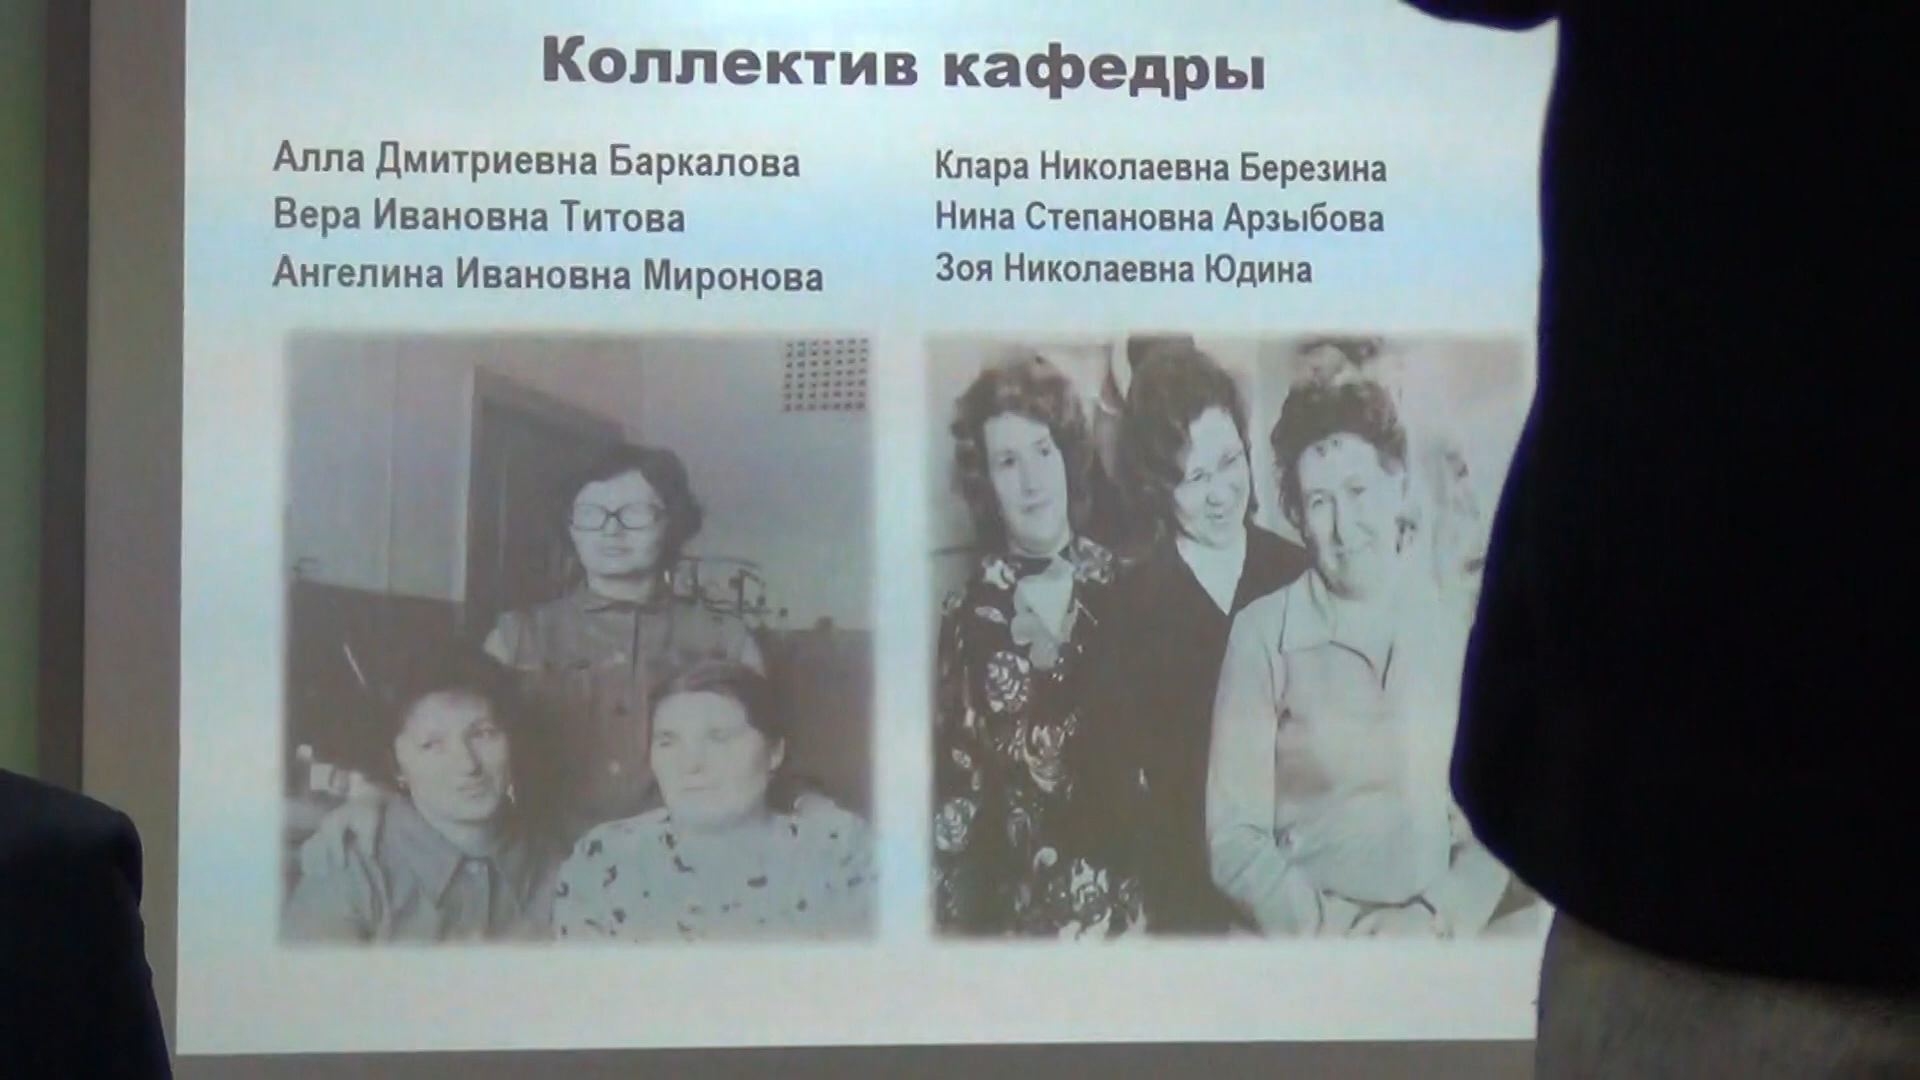 Коллектив кафедры
Алла Дмитриевна Баркалова
Вера Ивановна Титова
Ангелина Ивановна Миронова
Клара Николаевна Березина
Нина Степановна Арзыбова
Зоя Николаевна Юдина